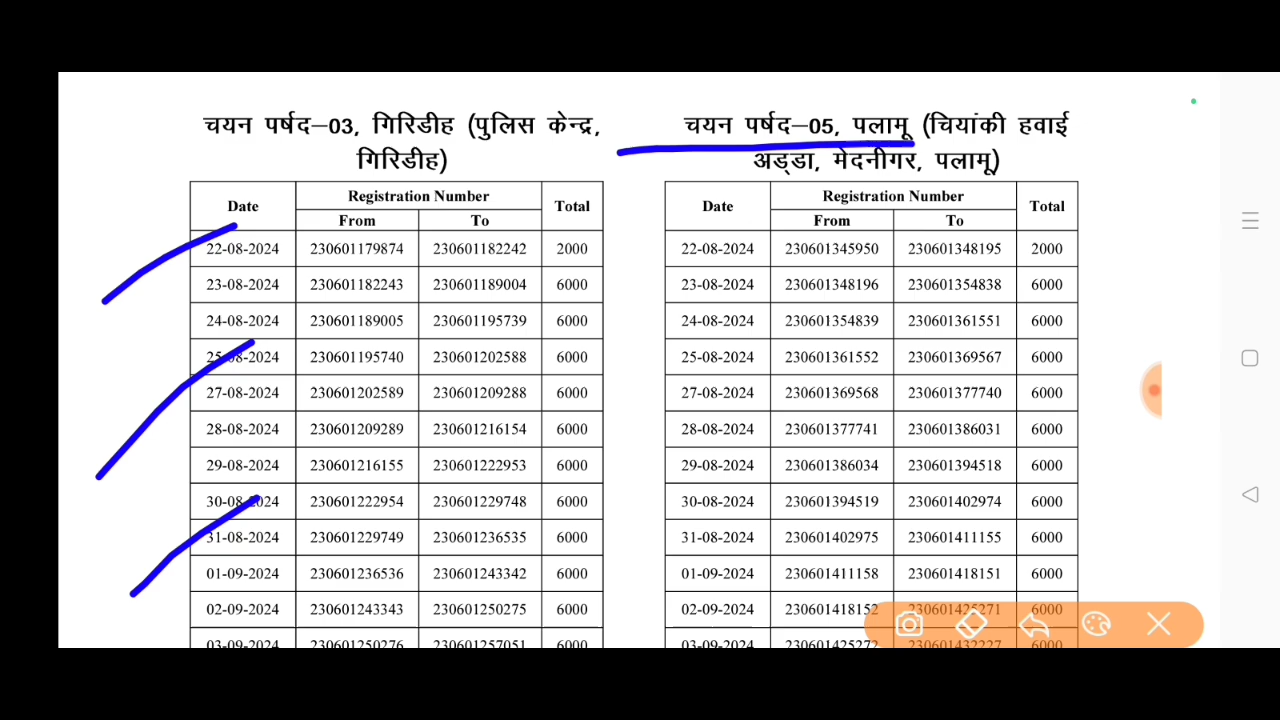 चयन पर्षद–03, गिरिडीह (पुलिस केन्द्र,
गिरिडीह)
Date Registration Number Total
From To
22-08-2024 230601179874 230601182242 2000
23-08-2024 230601182243 230601189004 6000
24-08-2024 230601189005 230601195739 6000
25-08-2024 230601195740 230601202588 6000
27-08-2024 230601202589 230601209288 6000
28-08-2024 230601209289 230601216154 6000
29-08-2024 230601216155 230601222953 6000
30-08-2024 230601222954 230601229748 6000
31-08-2024 230601229749 230601236535 6000
01-09-2024 230601236536 230601243342 6000
02-09-2024 230601243343 230601250275 6000
03-09-2024 230601250276 230601257051 6000
चयन पर्षद–05, पलामू (चियांकी हवाई
अड्डा, मेदनीगर, पलामू)
Date Registration Number Total
From To
22-08-2024 230601345950 230601348195 2000
23-08-2024 230601348196 230601354838 6000
24-08-2024 230601354839 230601361551 6000
25-08-2024 230601361552 230601369567 6000
27-08-2024 230601369568 230601377740 6000
28-08-2024 230601377741 230601386031 6000
29-08-2024 230601386034 230601394518 6000
30-08-2024 230601394519 230601402974 6000
31-08-2024 230601402975 230601411155 6000
01-09-2024 230601411158 230601418151 6000
02-09-2024 230601418152 230601425271 6000
03-09-2024 230601425272 230601432227 6000